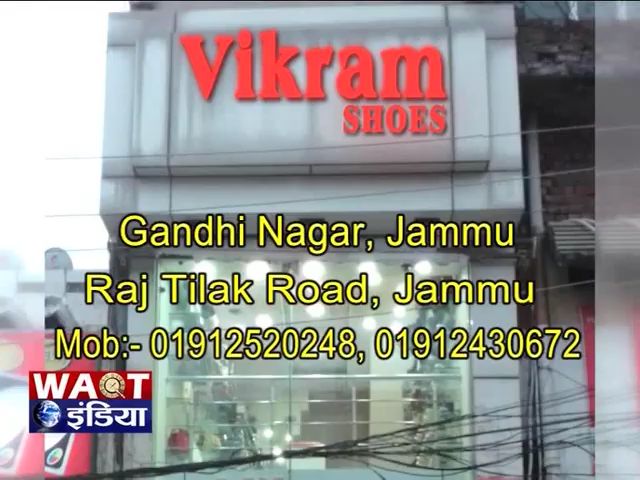 Vikram
SHOES
Gandhi Nagar, Jammu
Raj Tilak Road, Jammu
Mob:- 01912520248, 01912430672
WAQT
इंडिया